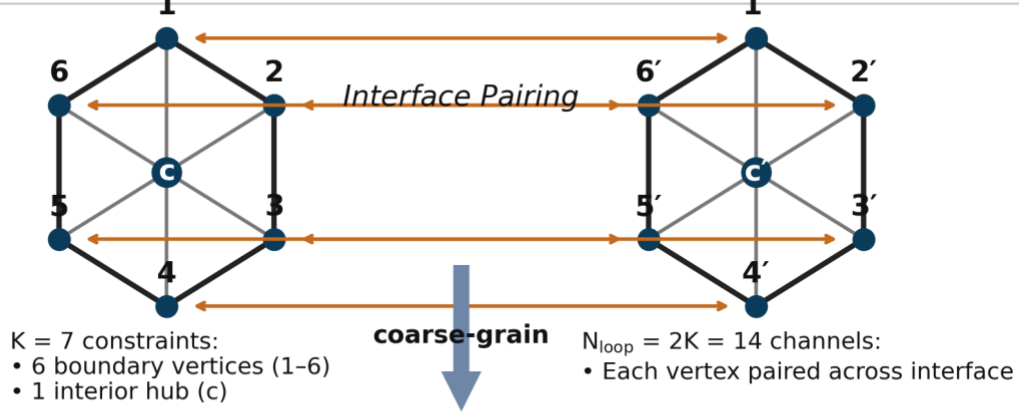 1 1′
6 2 6′ 2′
Interface Pairing
c c′
5 3 5′ 3′
4 4′
coarse-grain
K = 7 constraints:
• 6 boundary vertices (1–6)
• 1 interior hub (c)
N_loop = 2K = 14 channels:
• Each vertex paired across interface